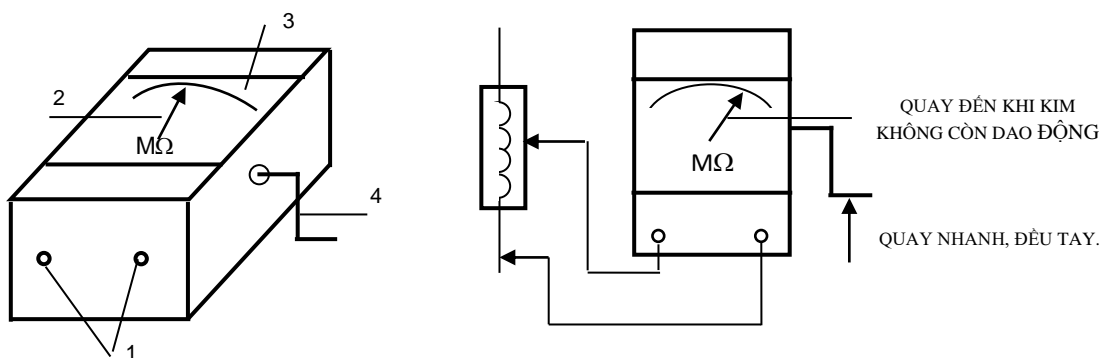 3
2
MΩ
4
1
MΩ
QUAY ĐẾN KHI KIM
KHÔNG CÒN DAO ĐỘNG
QUAY NHANH, ĐỀU TAY.